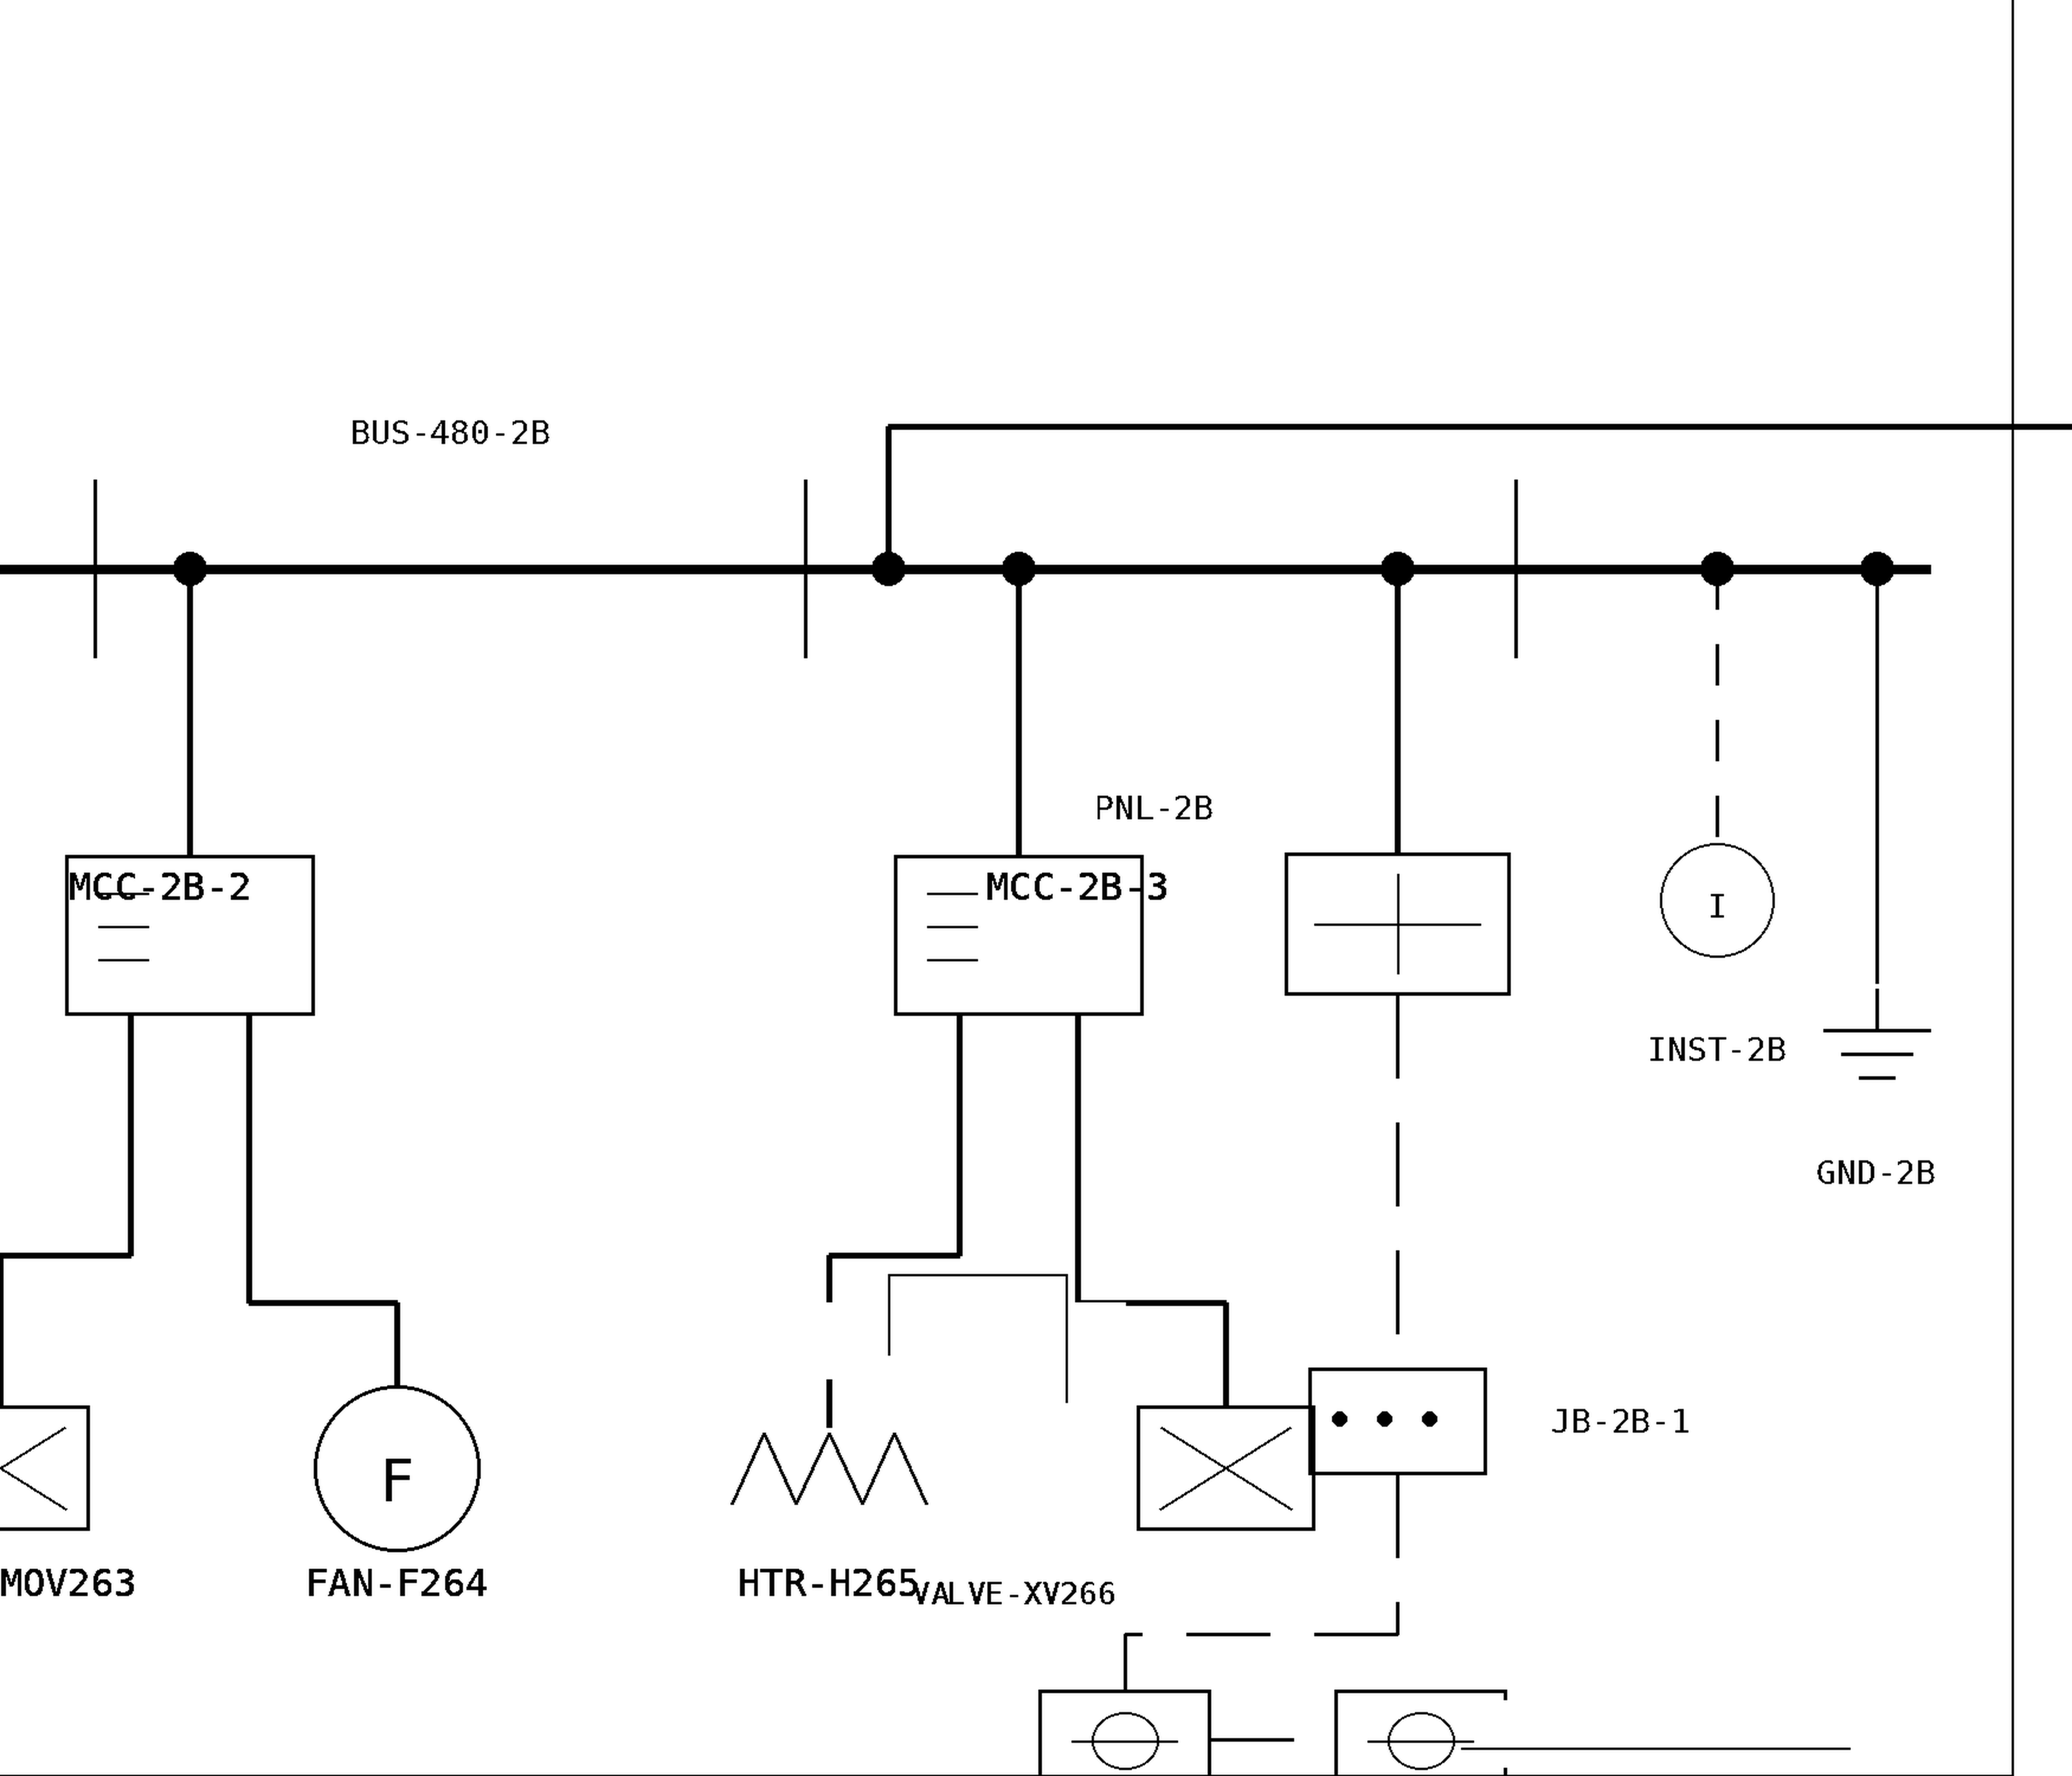 BUS-480-2B
PNL-2B
MCC-2B-2
MCC-2B-3
I
INST-2B
GND-2B
JB-2B-1
F
MOV263
FAN-F264
HTR-H265
VALVE-XV266